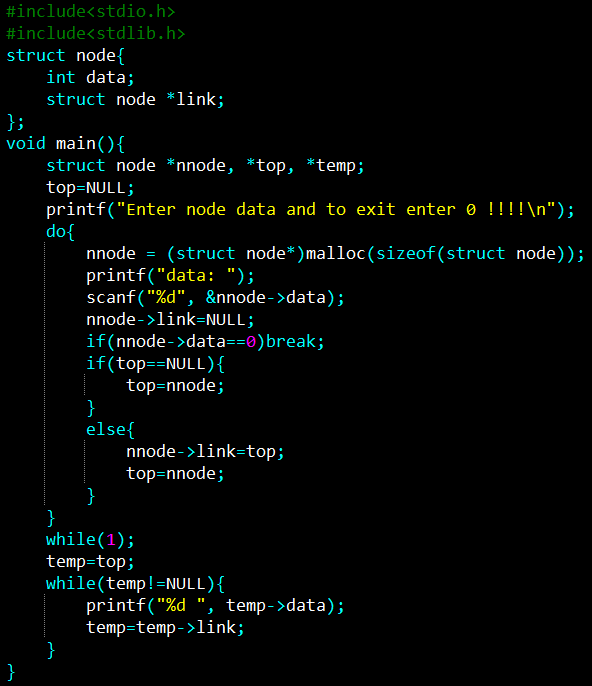 #include<stdio.h>
#include<stdlib.h>
struct node{
    int data;
    struct node *link;
};
void main(){
    struct node *nnode, *top, *temp;
    top=NULL;
    printf("Enter node data and to exit enter 0 !!!!\n");
    do{
        nnode = (struct node*)malloc(sizeof(struct node));
        printf("data: ");
        scanf("%d", &nnode->data);
        nnode->link=NULL;
        if(nnode->data==0)break;
        if(top==NULL){
            top=nnode;
        }
        else{
            nnode->link=top;
            top=nnode;
        }
    }
    while(1);
    temp=top;
    while(temp!=NULL){
        printf("%d ", temp->data);
        temp=temp->link;
    }
}